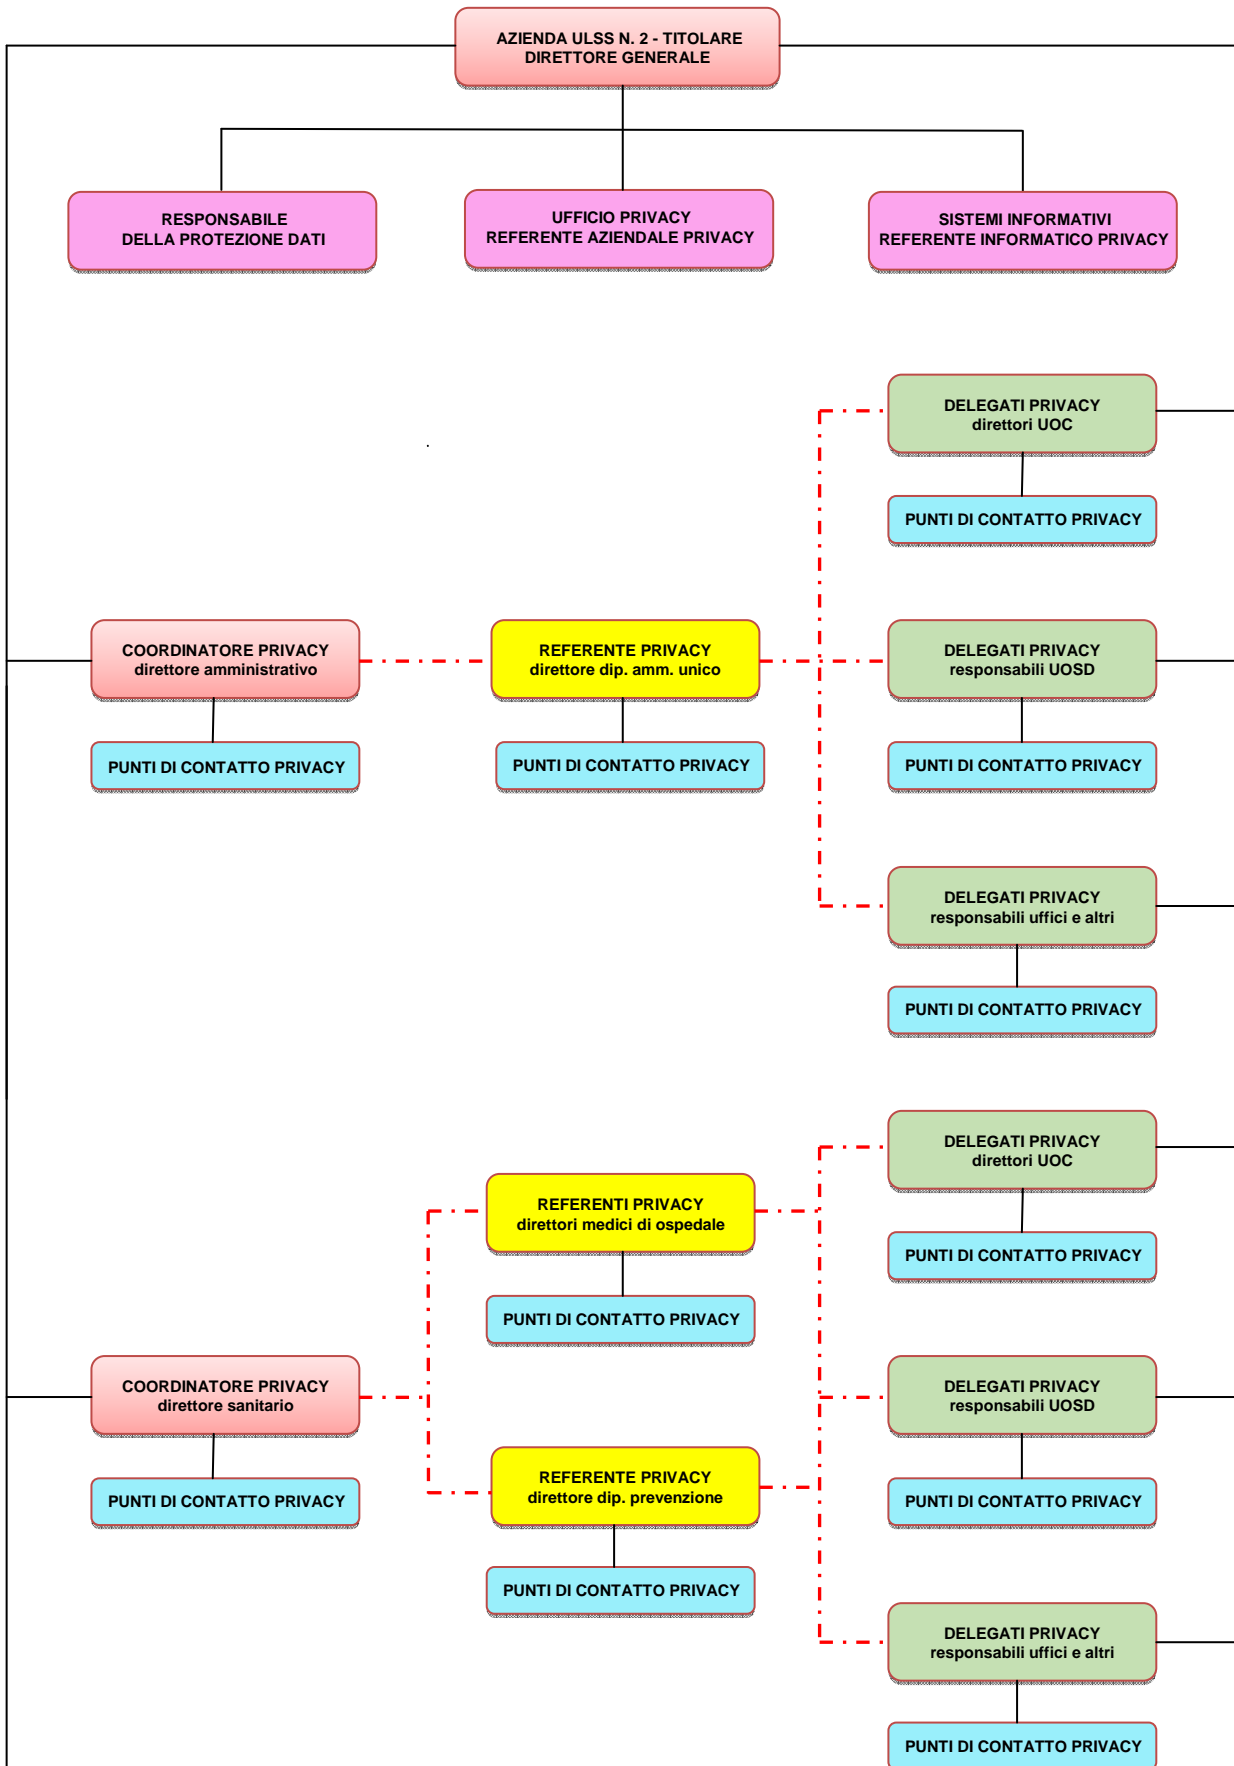 AZIENDA ULSS N. 2 - TITOLARE
DIRETTORE GENERALE
RESPONSABILE
DELLA PROTEZIONE DATI
UFFICIO PRIVACY
REFERENTE AZIENDALE PRIVACY
SISTEMI INFORMATIVI
REFERENTE INFORMATICO PRIVACY
DELEGATI PRIVACY
direttori UOC
PUNTI DI CONTATTO PRIVACY
COORDINATORE PRIVACY
direttore amministrativo
REFERENTE PRIVACY
direttore dip. amm. unico
DELEGATI PRIVACY
responsabili UOSD
PUNTI DI CONTATTO PRIVACY
PUNTI DI CONTATTO PRIVACY
PUNTI DI CONTATTO PRIVACY
DELEGATI PRIVACY
responsabili uffici e altri
PUNTI DI CONTATTO PRIVACY
DELEGATI PRIVACY
direttori UOC
REFERENTI PRIVACY
direttori medici di ospedale
PUNTI DI CONTATTO PRIVACY
PUNTI DI CONTATTO PRIVACY
COORDINATORE PRIVACY
direttore sanitario
DELEGATI PRIVACY
responsabili UOSD
REFERENTE PRIVACY
direttore dip. prevenzione
PUNTI DI CONTATTO PRIVACY
PUNTI DI CONTATTO PRIVACY
PUNTI DI CONTATTO PRIVACY
DELEGATI PRIVACY
responsabili uffici e altri
PUNTI DI CONTATTO PRIVACY